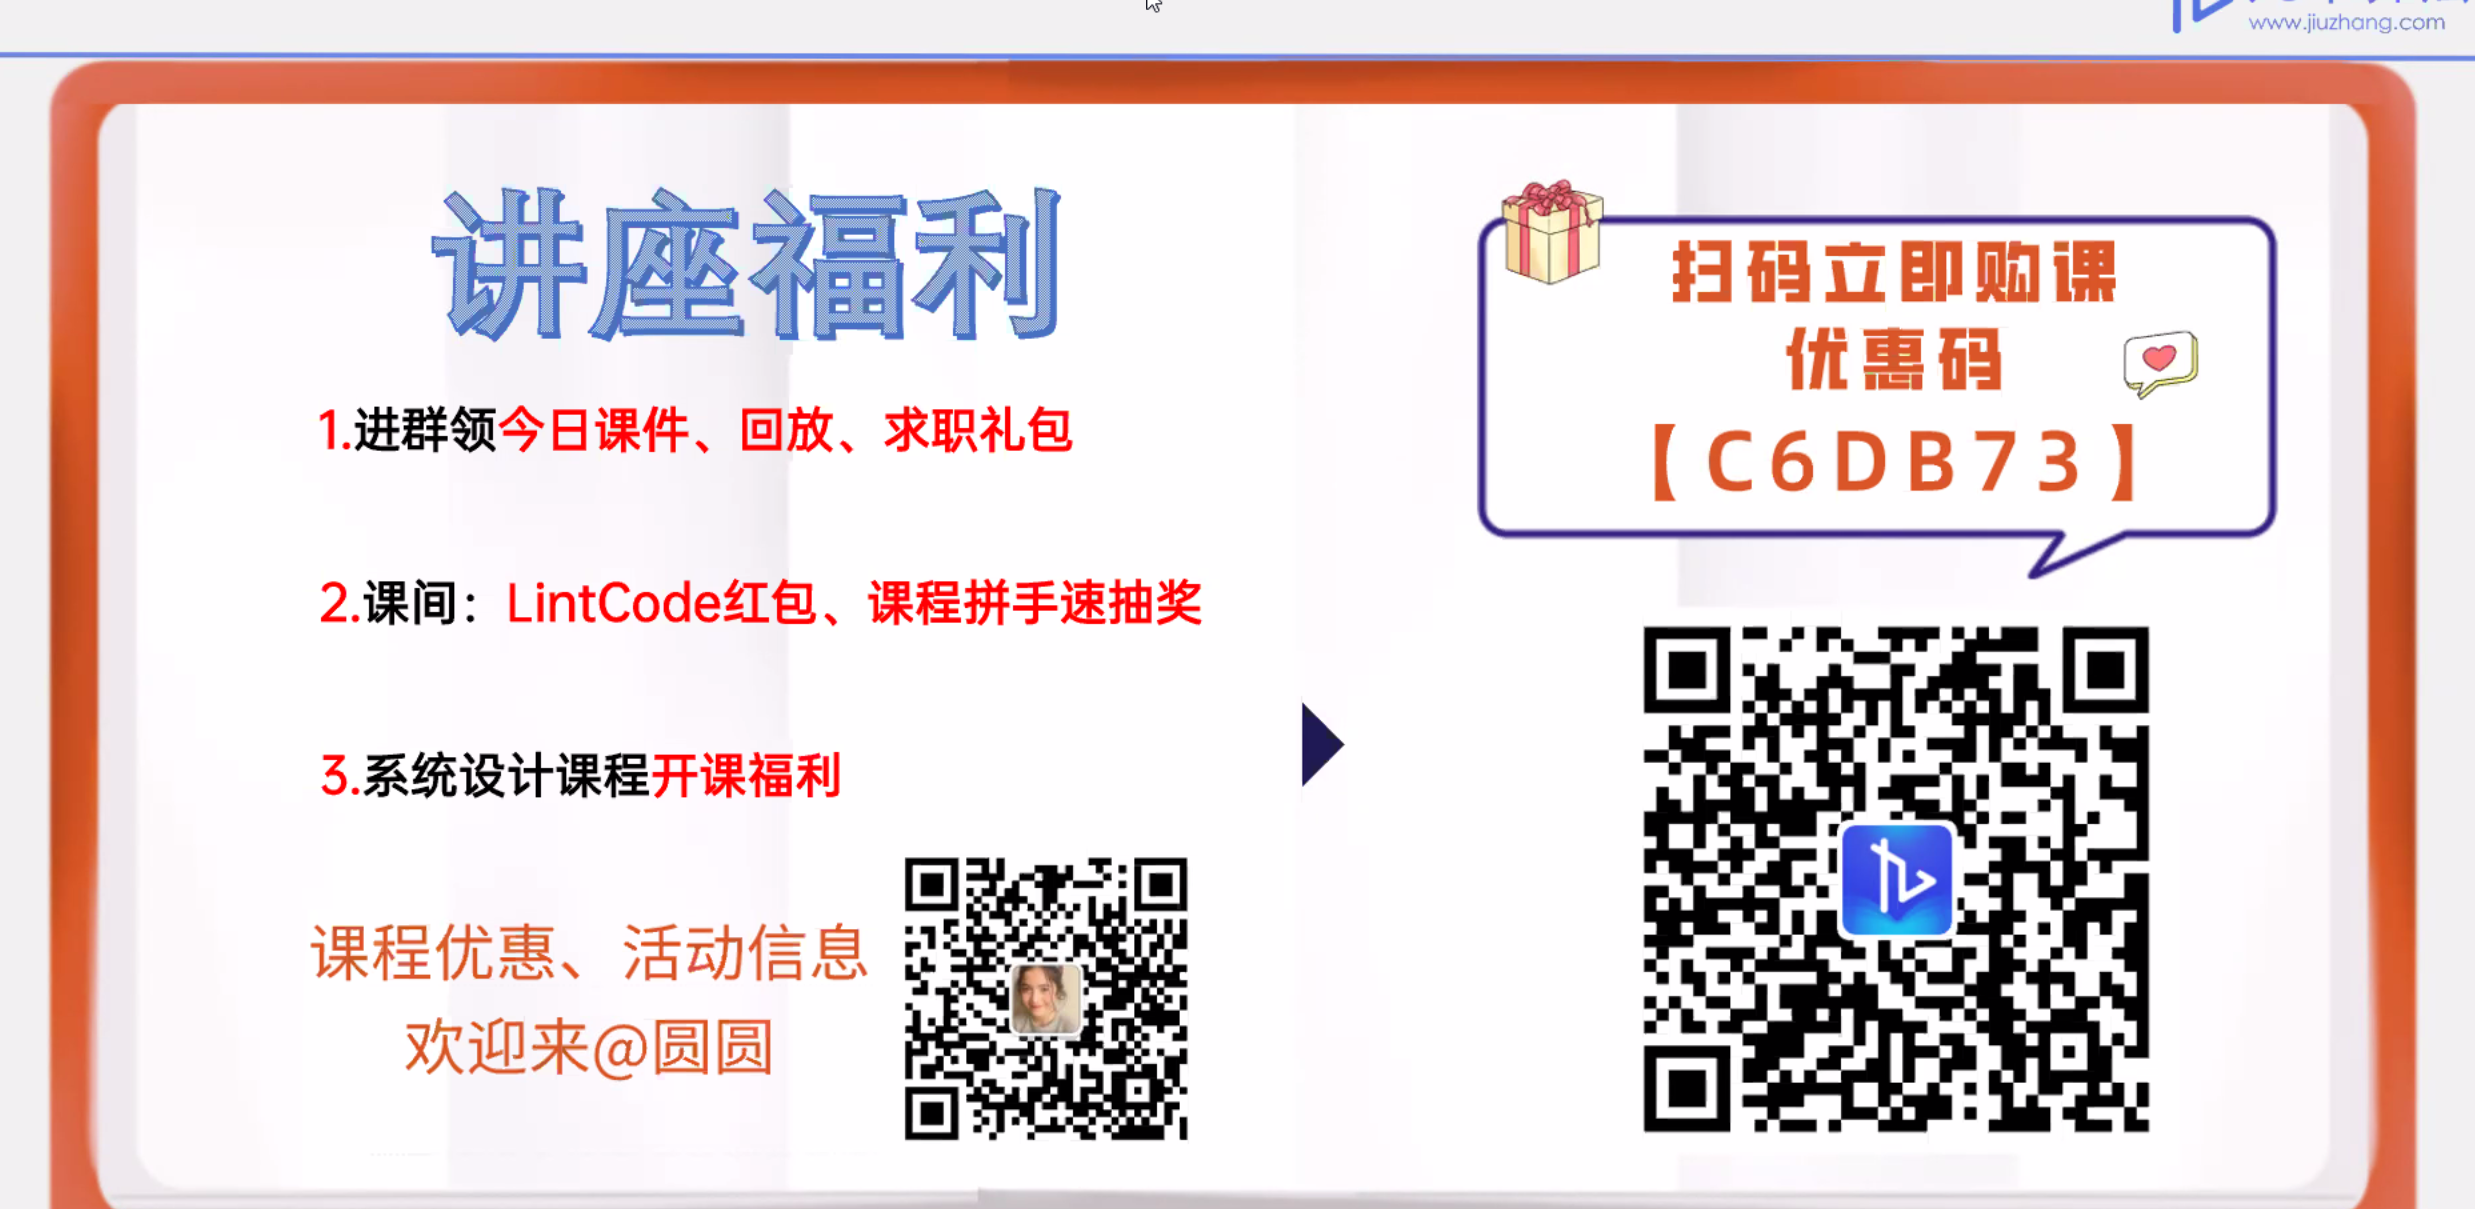 www.jiuzhang.com
讲座福利
1.进群领今日课件、回放、求职礼包
2.课间：LintCode红包、课程拼手速抽奖
3.系统设计课程开课福利
课程优惠、活动信息
欢迎来@圆圆
扫码立即购课
优惠码
【C6DB73】